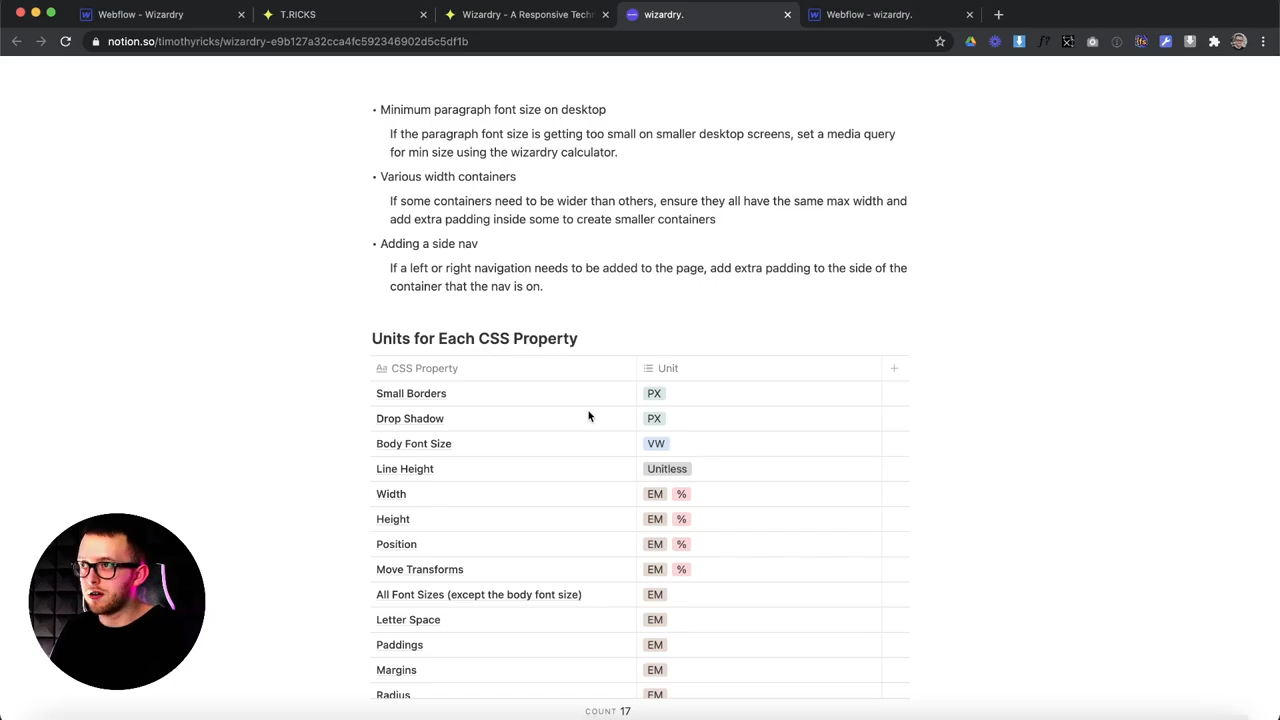 Webflow - Wizardry
T.RICKS
Wizardry - A Responsive Techn
wizardry.
Webflow - wizardry.
notion.so/timothyricks/wizardry-e9b127a32cca4fc592346902d5c5df1b
• Minimum paragraph font size on desktop
If the paragraph font size is getting too small on smaller desktop screens, set a media query
for min size using the wizardry calculator.
• Various width containers
If some containers need to be wider than others, ensure they all have the same max width and
add extra padding inside some to create smaller containers
• Adding a side nav
If a left or right navigation needs to be added to the page, add extra padding to the side of the
container that the nav is on.
Units for Each CSS Property
Aa CSS Property Unit
Small Borders PX
Drop Shadow PX
Body Font Size VW
Line Height Unitless
Width EM %
Height EM %
Position EM %
Move Transforms EM %
All Font Sizes (except the body font size) EM
Letter Space EM
Paddings EM
Margins EM
Radius EM
COUNT 17